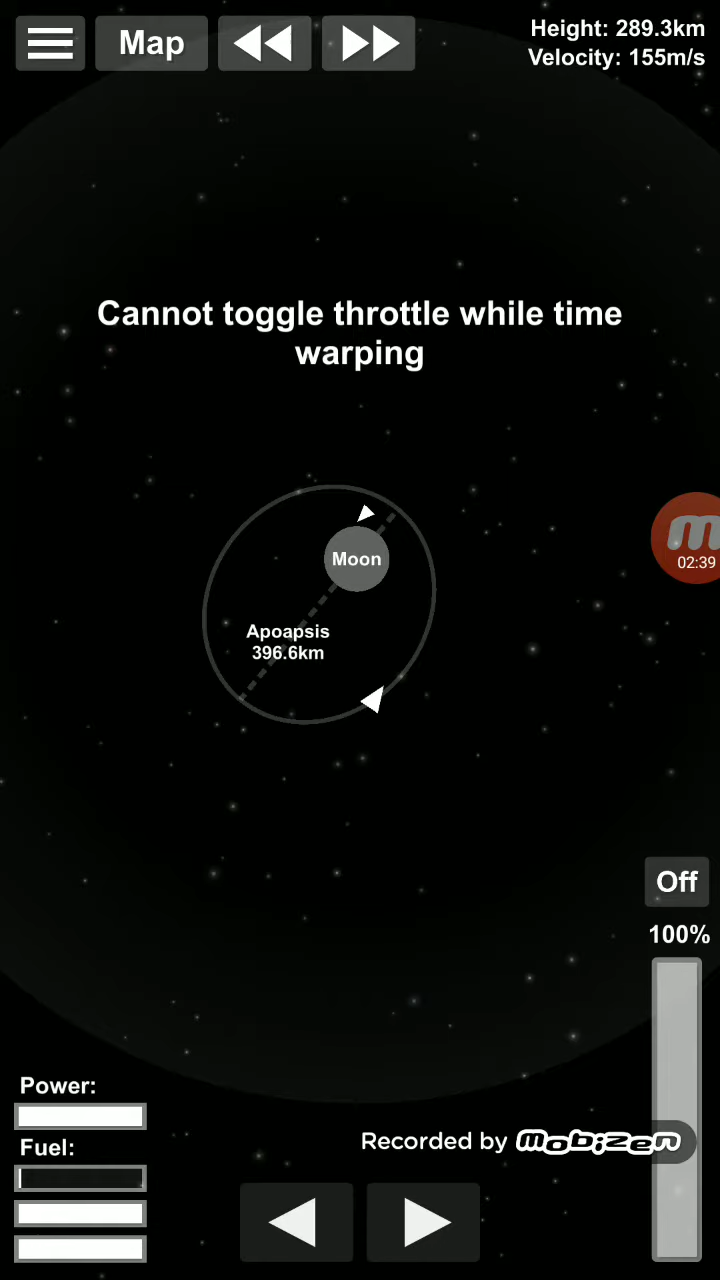 Map
Height: 289.3km
Velocity: 155m/s
Cannot toggle throttle while time
warping
Moon
02:39
Apoapsis
396.6km
Off
100%
Power:
Fuel:
Recorded by mobizen